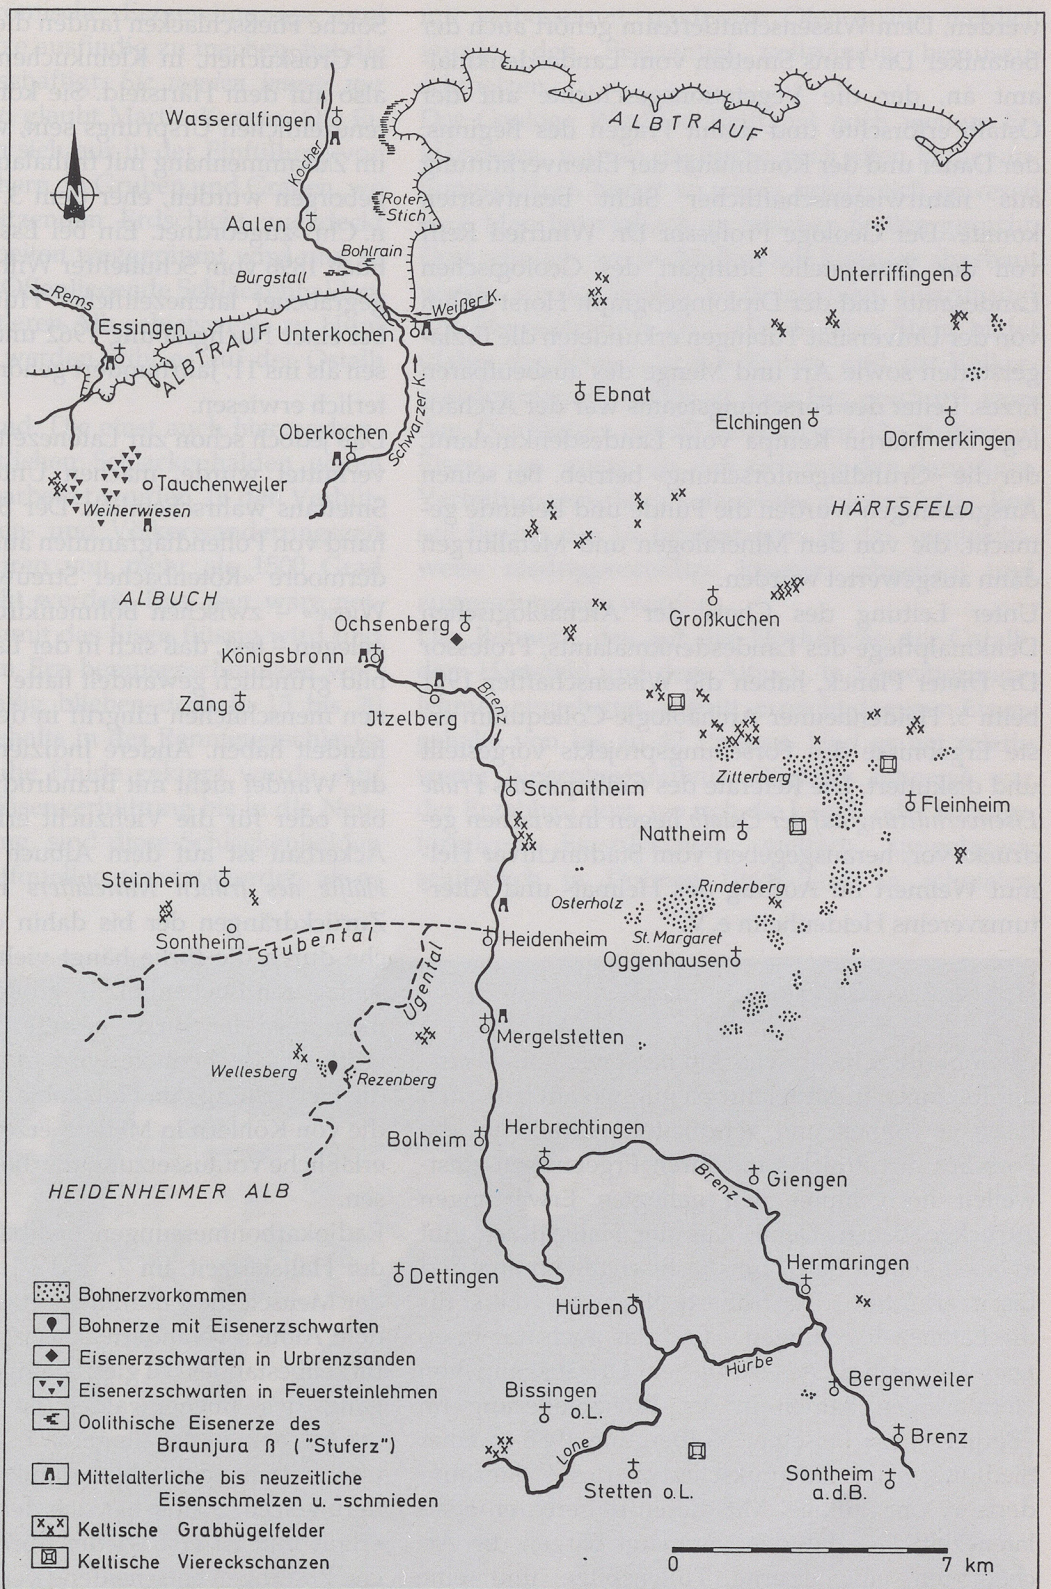 ALBTRAUF
Wasseralfingen
Kocher
Roter-
Stich
N
Aalen
Bohlrain
Burgstall
Unterriffingen
Rems
Weißer K.
Essingen
Unterkochen
ALBTRAUF
Ebnat
Elchingen
Dorfmerkingen
Schwarzer K.
Oberkochen
Tauchenweiler
Weiherwiesen
HÄRTSFELD
ALBUCH
Ochsenberg
Großkuchen
Königsbronn
Zang
Itzelberg
Brenz
Schnaitheim
Zitterberg
Fleinheim
Nattheim
Steinheim
Rinderberg
Osterholz
Sontheim
Stubental
Heidenheim
St. Margaret
Oggenhausen
Ugental
Mergelstetten
Wellesberg
Rezenberg
Bolheim
Herbrechtingen
Brenz
Giengen
HEIDENHEIMER ALB
Dettingen
Hermaringen
Hürben
Hürbe
Bissingen
o.L.
Bergenweiler
Lone
Brenz
Stetten o.L.
Sontheim
a.d.B.
Bohnerzvorkommen
Bohnerze mit Eisenerzschwarten
Eisenerzschwarten in Urbrenzsanden
Eisenerzschwarten in Feuersteinlehmen
Oolithische Eisenerze des
Braunjura ß ("Stuferz")
Mittelalterliche bis neuzeitliche
Eisenschmelzen u. -schmieden
Keltische Grabhügelfelder
Keltische Viereckschanzen
0 7 km